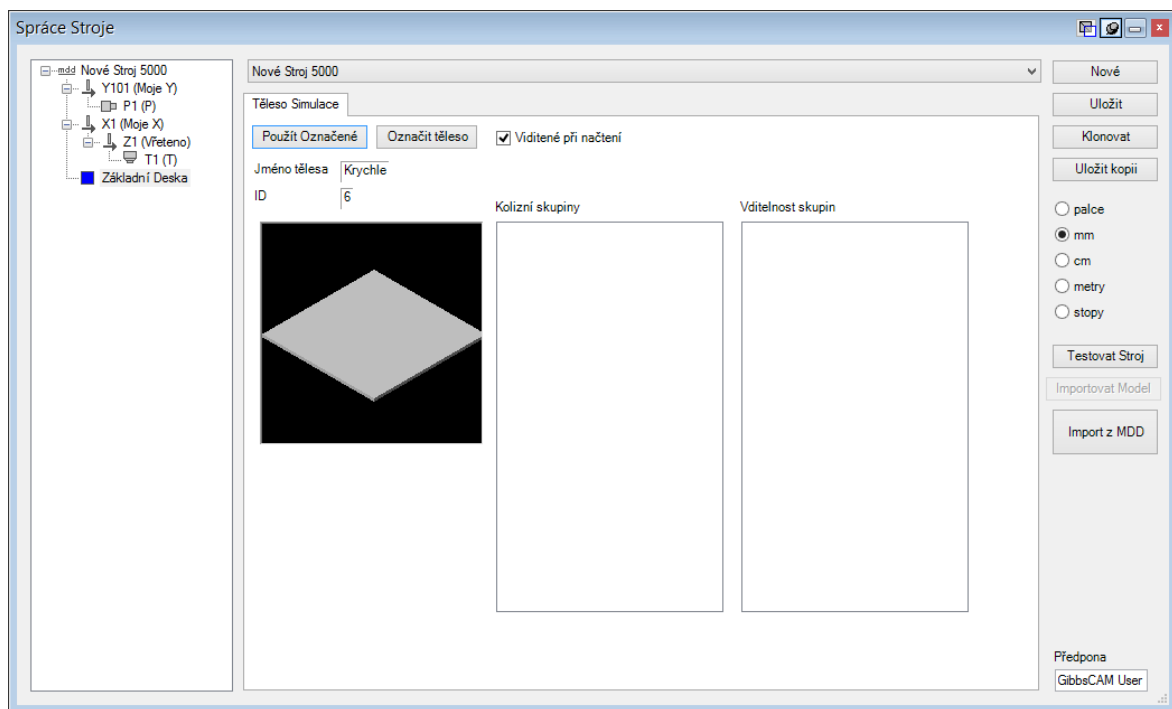 Spráce Stroje
mdd Nové Stroj 5000
Y101 (Moje Y)
P1 (P)
X1 (Moje X)
Z1 (Vřeteno)
T1 (T)
Základní Deska
Nové Stroj 5000
Těleso Simulace
Použít Označené
Označit těleso
Viditené při načtení
Jméno tělesa
Krychle
ID
6
Kolizní skupiny
Vditelnost skupin
Nové
Uložit
Klonovat
Uložit kopii
palce
mm
cm
metry
stopy
Testovat Stroj
Importovat Model
Import z MDD
Předpona
GibbsCAM User